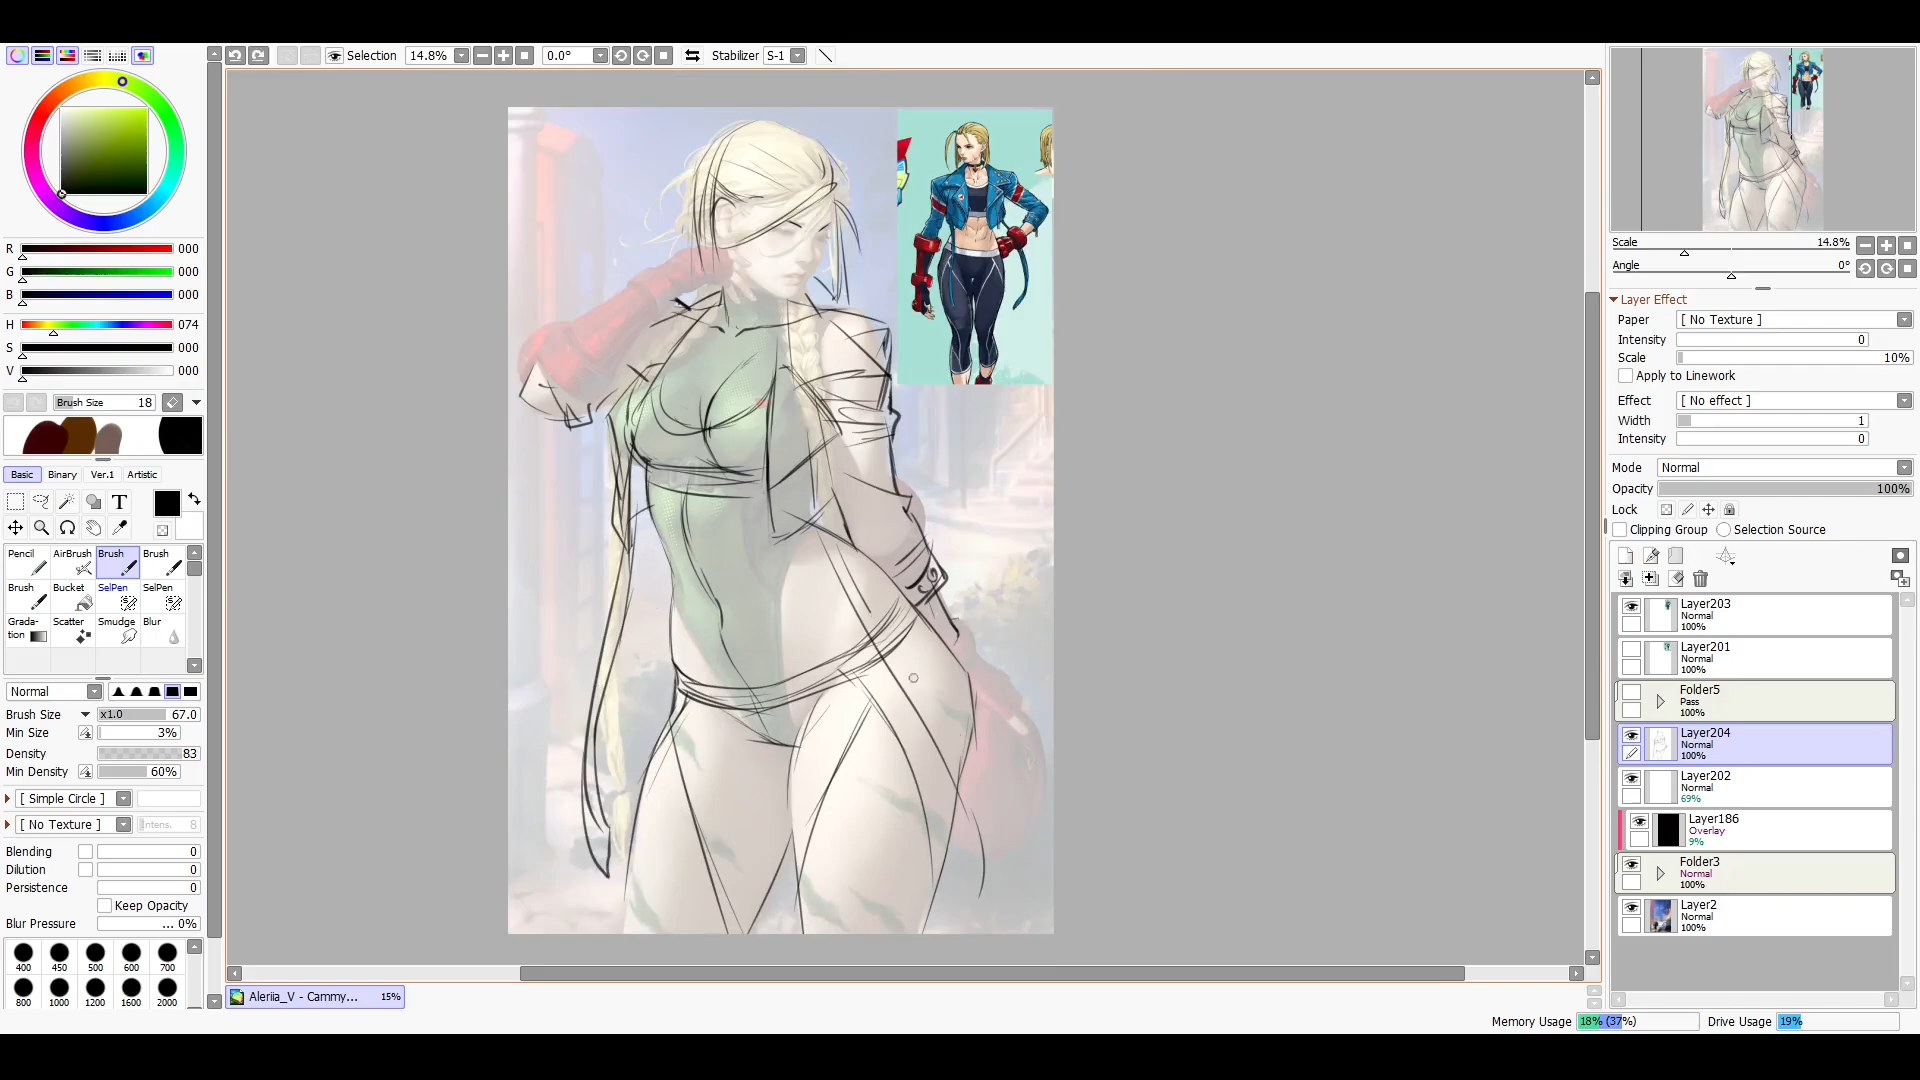 Selection 14.8% 0.0° Stabilizer S-1
R 000
G 000
B 000
H 074
S 000
V 000
Brush Size 18
Basic Binary Ver.1 Artistic
T
Pencil AirBrush Brush Brush
Brush Bucket SelPen SelPen
Grada-
tion Scatter Smudge Blur
Normal
Brush Size x1.0 67.0
Min Size 3%
Density 83
Min Density 60%
[ Simple Circle ]
[ No Texture ] Intens. 8
Blending 0
Dilution 0
Persistence 0
Keep Opacity
Blur Pressure ... 0%
400 450 500 600 700
800 1000 1200 1600 2000
Aleriia_V - Cammy... 15%
Scale 14.8%
Angle 0°
Layer Effect
Paper [ No Texture ]
Intensity 0
Scale 10%
Apply to Linework
Effect [ No effect ]
Width 1
Intensity 0
Mode Normal
Opacity 100%
Lock
Clipping Group Selection Source
Layer203
Normal
100%
Layer201
Normal
100%
Folder5
Pass
100%
Layer204
Normal
100%
Layer202
Normal
69%
Layer186
Overlay
9%
Folder3
Normal
100%
Layer2
Normal
100%
Memory Usage 18% (37%) Drive Usage 19%